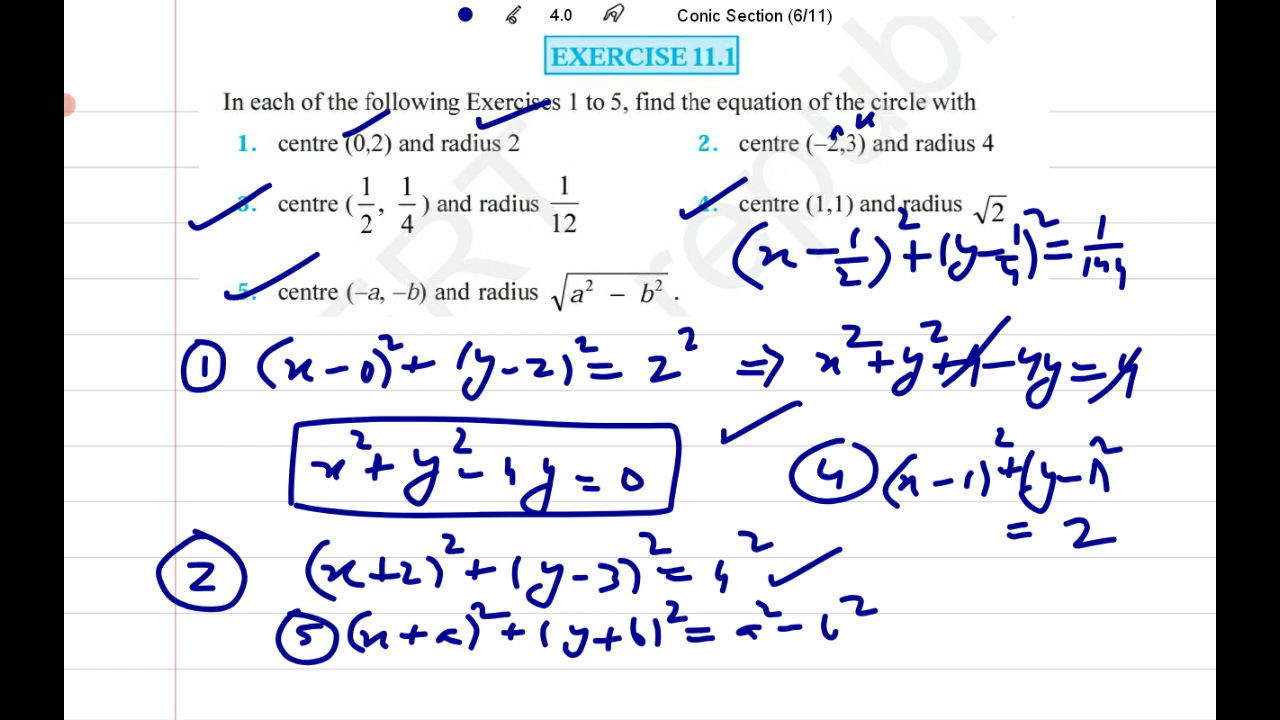 4.0 Conic Section (6/11)
EXERCISE 11.1
In each of the following Exercises 1 to 5, find the equation of the circle with
1. centre (0,2) and radius 2
2. centre (–2,3) and radius 4
3. centre (1/2, 1/4) and radius 1/12
4. centre (1,1) and radius √2
(x - 1/2)² + (y - 1/4)² = 1/144
5. centre (–a, –b) and radius √(a² – b²).
① (x - 0)² + (y - 2)² = 2² ⇒ x² + y² + 4 - 4y = 4
x² + y² - 4y = 0
④ (x - 1)² + (y - 1)²
= 2
② (x + 2)² + (y - 3)² = 4²
⑤ (x + a)² + (y + b)² = a² - b²